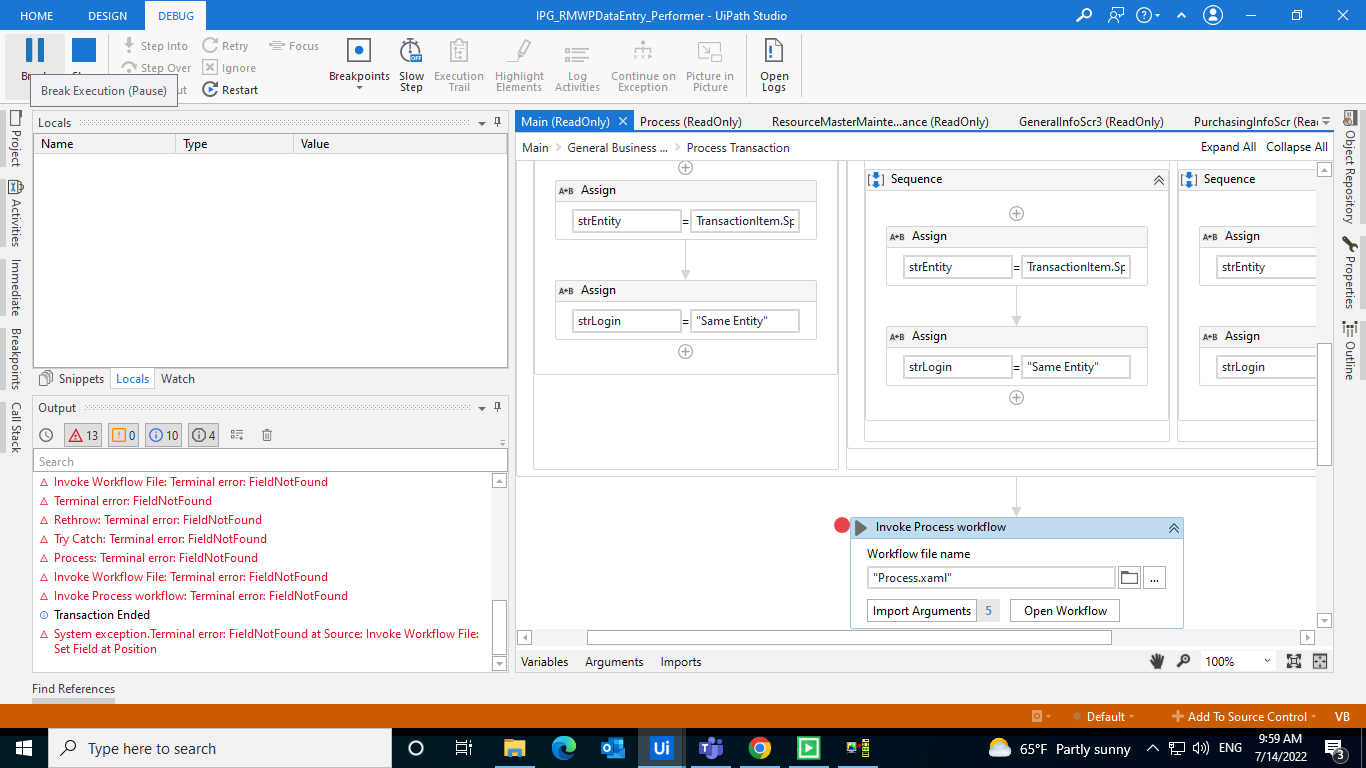 HOME
DESIGN
DEBUG
IPG_RMWPDataEntry_Performer - UiPath Studio
Step Into
Retry
Focus
Step Over
Ignore
Restart
Break Execution (Pause)
Breakpoints
Slow Step
Execution Trail
Highlight Elements
Log Activities
Continue on Exception
Picture in Picture
Open Logs
Project
Activities
Immediate
Breakpoints
Call Stack
Locals
Name
Type
Value
Snippets
Locals
Watch
Output
13
0
10
4
Search
Invoke Workflow File: Terminal error: FieldNotFound
Terminal error: FieldNotFound
Rethrow: Terminal error: FieldNotFound
Try Catch: Terminal error: FieldNotFound
Process: Terminal error: FieldNotFound
Invoke Workflow File: Terminal error: FieldNotFound
Invoke Process workflow: Terminal error: FieldNotFound
Transaction Ended
System exception.Terminal error: FieldNotFound at Source: Invoke Workflow File:
Set Field at Position
Find References
Main (ReadOnly)
Process (ReadOnly)
ResourceMasterMainte...ance (ReadOnly)
GeneralInfoScr3 (ReadOnly)
PurchasingInfoScr (Rea
Main
General Business ...
Process Transaction
Expand All
Collapse All
A+B Assign
strEntity
=
TransactionItem.Sp
A+B Assign
strLogin
=
"Same Entity"
Sequence
A+B Assign
strEntity
=
TransactionItem.Sp
A+B Assign
strLogin
=
"Same Entity"
Sequence
A+B Assign
strEntity
A+B Assign
strLogin
Invoke Process workflow
Workflow file name
"Process.xaml"
...
Import Arguments
5
Open Workflow
Variables
Arguments
Imports
100%
Object Repository
Properties
Outline
Default
Add To Source Control
VB
Type here to search
Ui
65°F Partly sunny
ENG
9:59 AM
7/14/2022
3